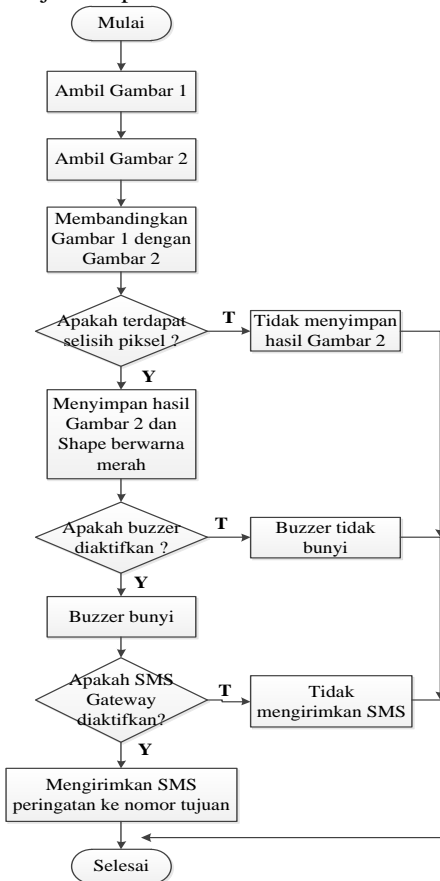 Mulai
Ambil Gambar 1
Ambil Gambar 2
Membandingkan
Gambar 1 dengan
Gambar 2
Apakah terdapat
selisih piksel ?
T
Tidak menyimpan
hasil Gambar 2
Y
Menyimpan hasil
Gambar 2 dan
Shape berwarna
merah
Apakah buzzer
diaktifkan ?
T
Buzzer tidak
bunyi
Y
Buzzer bunyi
Apakah SMS
Gateway
diaktifkan?
T
Tidak
mengirimkan SMS
Y
Mengirimkan SMS
peringatan ke nomor tujuan
Selesai